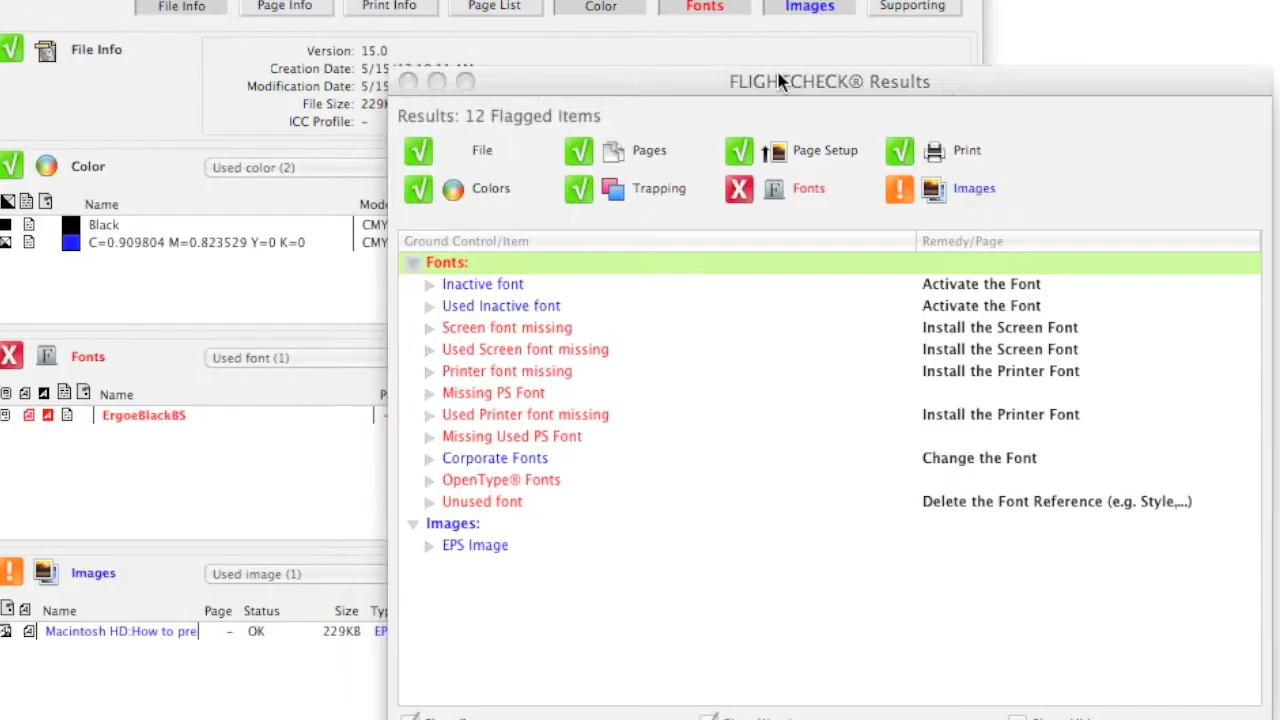 File Info Page Info Print Info Page List Color Fonts Images Supporting
File Info
Version: 15.0
Creation Date: 5/15/
Modification Date: 5/15
File Size: 229K
ICC Profile: –
Color Used color (2)
Name Mode
Black CMY
C=0.909804 M=0.823529 Y=0 K=0 CMY
Fonts Used font (1)
Name
ErgoeBlackBS
Images Used image (1)
Name Page Status Size Typ
Macintosh HD:How to pre – OK 229KB EP
FLIGHTCHECK® Results
Results: 12 Flagged Items
File Pages Page Setup Print
Colors Trapping Fonts Images
Ground Control/Item Remedy/Page
Fonts:
Inactive font Activate the Font
Used Inactive font Activate the Font
Screen font missing Install the Screen Font
Used Screen font missing Install the Screen Font
Printer font missing Install the Printer Font
Missing PS Font
Used Printer font missing Install the Printer Font
Missing Used PS Font
Corporate Fonts Change the Font
OpenType® Fonts
Unused font Delete the Font Reference (e.g. Style,...)
Images:
EPS Image